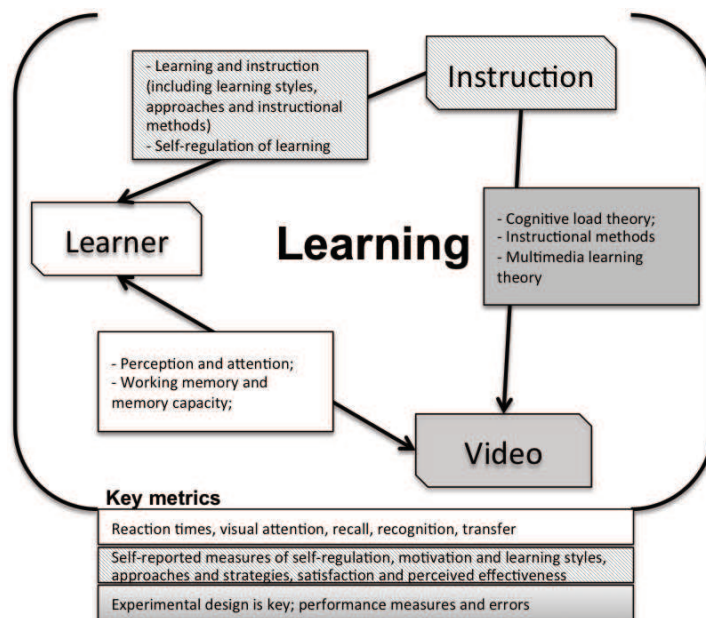 - Learning and instruction
(including learning styles,
approaches and instructional
methods)
- Self-regulation of learning
Instruction
Learner
Learning
- Cognitive load theory;
- Instructional methods
- Multimedia learning
theory
- Perception and attention;
- Working memory and
memory capacity;
Video
Key metrics
Reaction times, visual attention, recall, recognition, transfer
Self-reported measures of self-regulation, motivation and learning styles,
approaches and strategies, satisfaction and perceived effectiveness
Experimental design is key; performance measures and errors